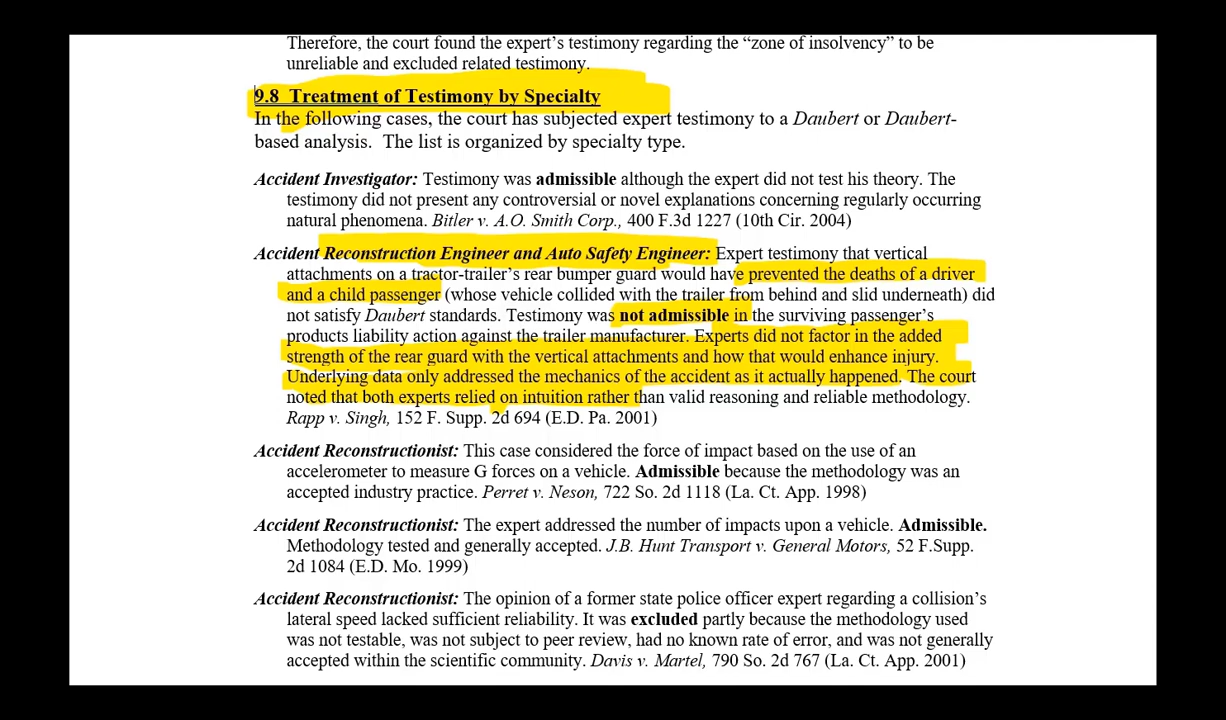 Therefore, the court found the expert’s testimony regarding the “zone of insolvency” to be
unreliable and excluded related testimony.
9.8 Treatment of Testimony by Specialty
In the following cases, the court has subjected expert testimony to a Daubert or Daubert-
based analysis. The list is organized by specialty type.
Accident Investigator: Testimony was admissible although the expert did not test his theory. The
testimony did not present any controversial or novel explanations concerning regularly occurring
natural phenomena. Bitler v. A.O. Smith Corp., 400 F.3d 1227 (10th Cir. 2004)
Accident Reconstruction Engineer and Auto Safety Engineer: Expert testimony that vertical
attachments on a tractor-trailer’s rear bumper guard would have prevented the deaths of a driver
and a child passenger (whose vehicle collided with the trailer from behind and slid underneath) did
not satisfy Daubert standards. Testimony was not admissible in the surviving passenger’s
products liability action against the trailer manufacturer. Experts did not factor in the added
strength of the rear guard with the vertical attachments and how that would enhance injury.
Underlying data only addressed the mechanics of the accident as it actually happened. The court
noted that both experts relied on intuition rather than valid reasoning and reliable methodology.
Rapp v. Singh, 152 F. Supp. 2d 694 (E.D. Pa. 2001)
Accident Reconstructionist: This case considered the force of impact based on the use of an
accelerometer to measure G forces on a vehicle. Admissible because the methodology was an
accepted industry practice. Perret v. Neson, 722 So. 2d 1118 (La. Ct. App. 1998)
Accident Reconstructionist: The expert addressed the number of impacts upon a vehicle. Admissible.
Methodology tested and generally accepted. J.B. Hunt Transport v. General Motors, 52 F.Supp.
2d 1084 (E.D. Mo. 1999)
Accident Reconstructionist: The opinion of a former state police officer expert regarding a collision’s
lateral speed lacked sufficient reliability. It was excluded partly because the methodology used
was not testable, was not subject to peer review, had no known rate of error, and was not generally
accepted within the scientific community. Davis v. Martel, 790 So. 2d 767 (La. Ct. App. 2001)